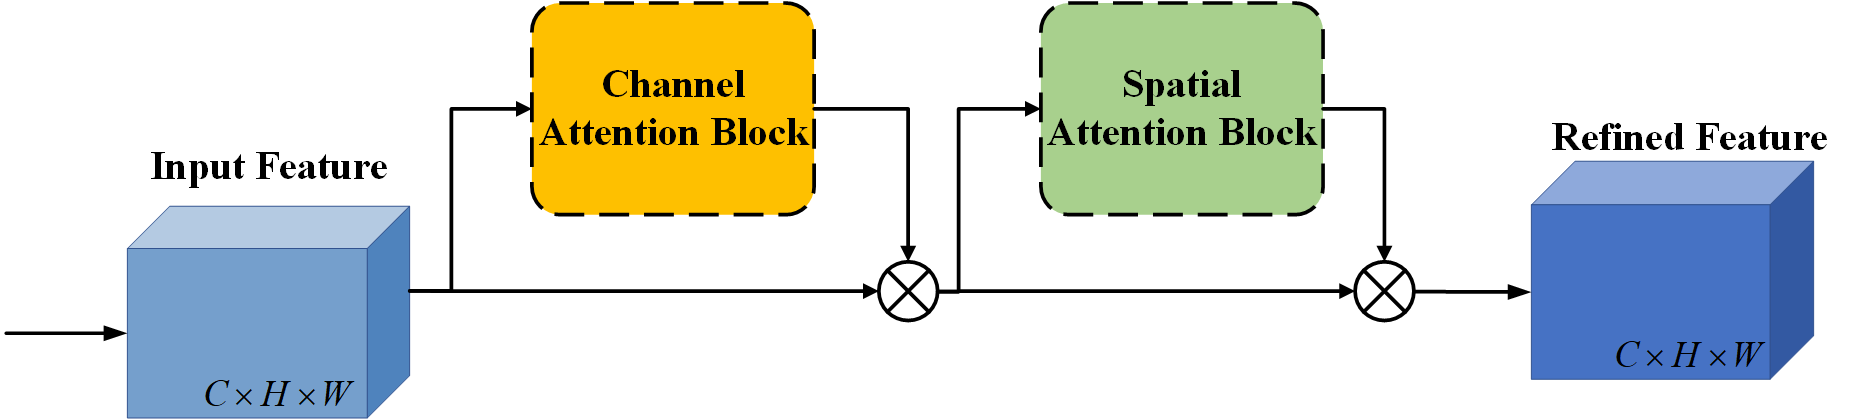 Channel
Attention Block
Spatial
Attention Block
Input Feature
Refined Feature
C×H×W
C×H×W